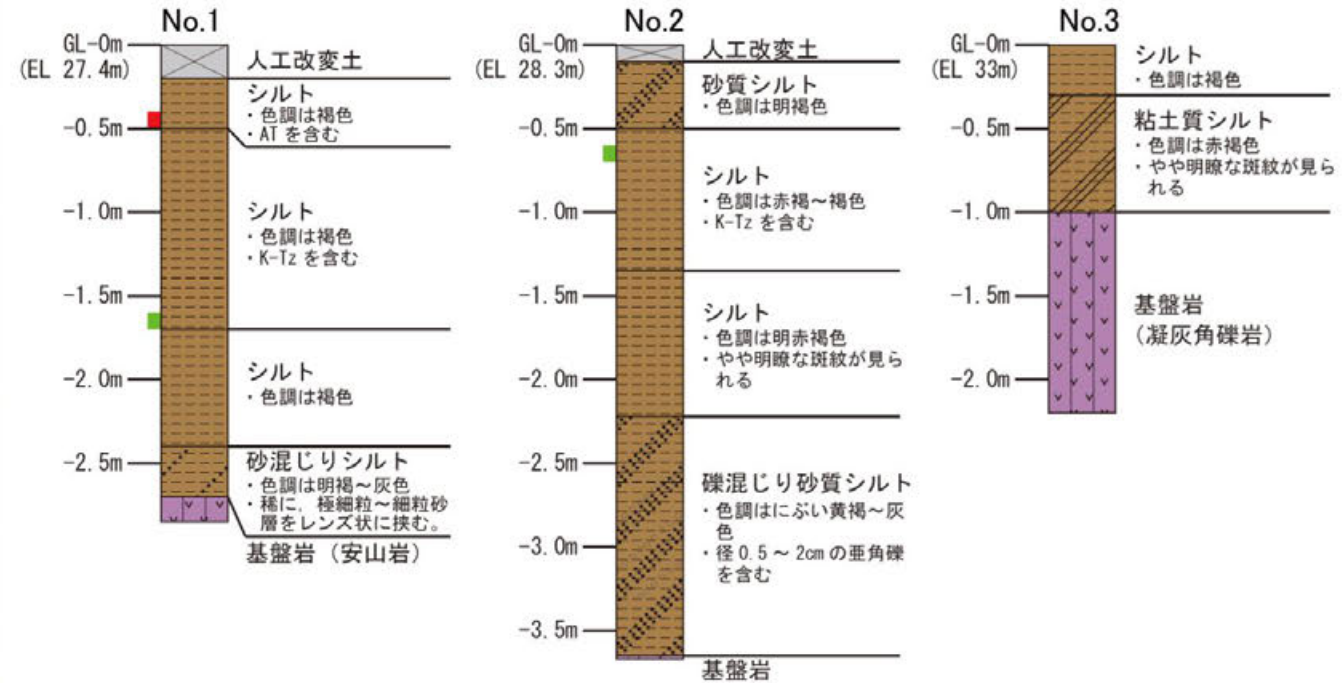 No.1
GL-0m
(EL 27.4m)
-0.5m
-1.0m
-1.5m
-2.0m
-2.5m
人工改変土
シルト
・色調は褐色
・AT を含む
シルト
・色調は褐色
・K-Tz を含む
シルト
・色調は褐色
砂混じりシルト
・色調は明褐～灰色
・稀に，極細粒～細粒砂
層をレンズ状に挟む。
基盤岩（安山岩）
No.2
GL-0m
(EL 28.3m)
-0.5m
-1.0m
-1.5m
-2.0m
-2.5m
-3.0m
-3.5m
人工改変土
砂質シルト
・色調は明褐色
シルト
・色調は赤褐～褐色
・K-Tz を含む
シルト
・色調は明赤褐色
・やや明瞭な斑紋が見ら
れる
礫混じり砂質シルト
・色調はにぶい黄褐～灰
色
・径 0.5 ～ 2cm の亜角礫
を含む
基盤岩
No.3
GL-0m
(EL 33m)
-0.5m
-1.0m
-1.5m
-2.0m
シルト
・色調は褐色
粘土質シルト
・色調は赤褐色
・やや明瞭な斑紋が見ら
れる
基盤岩
（凝灰角礫岩）